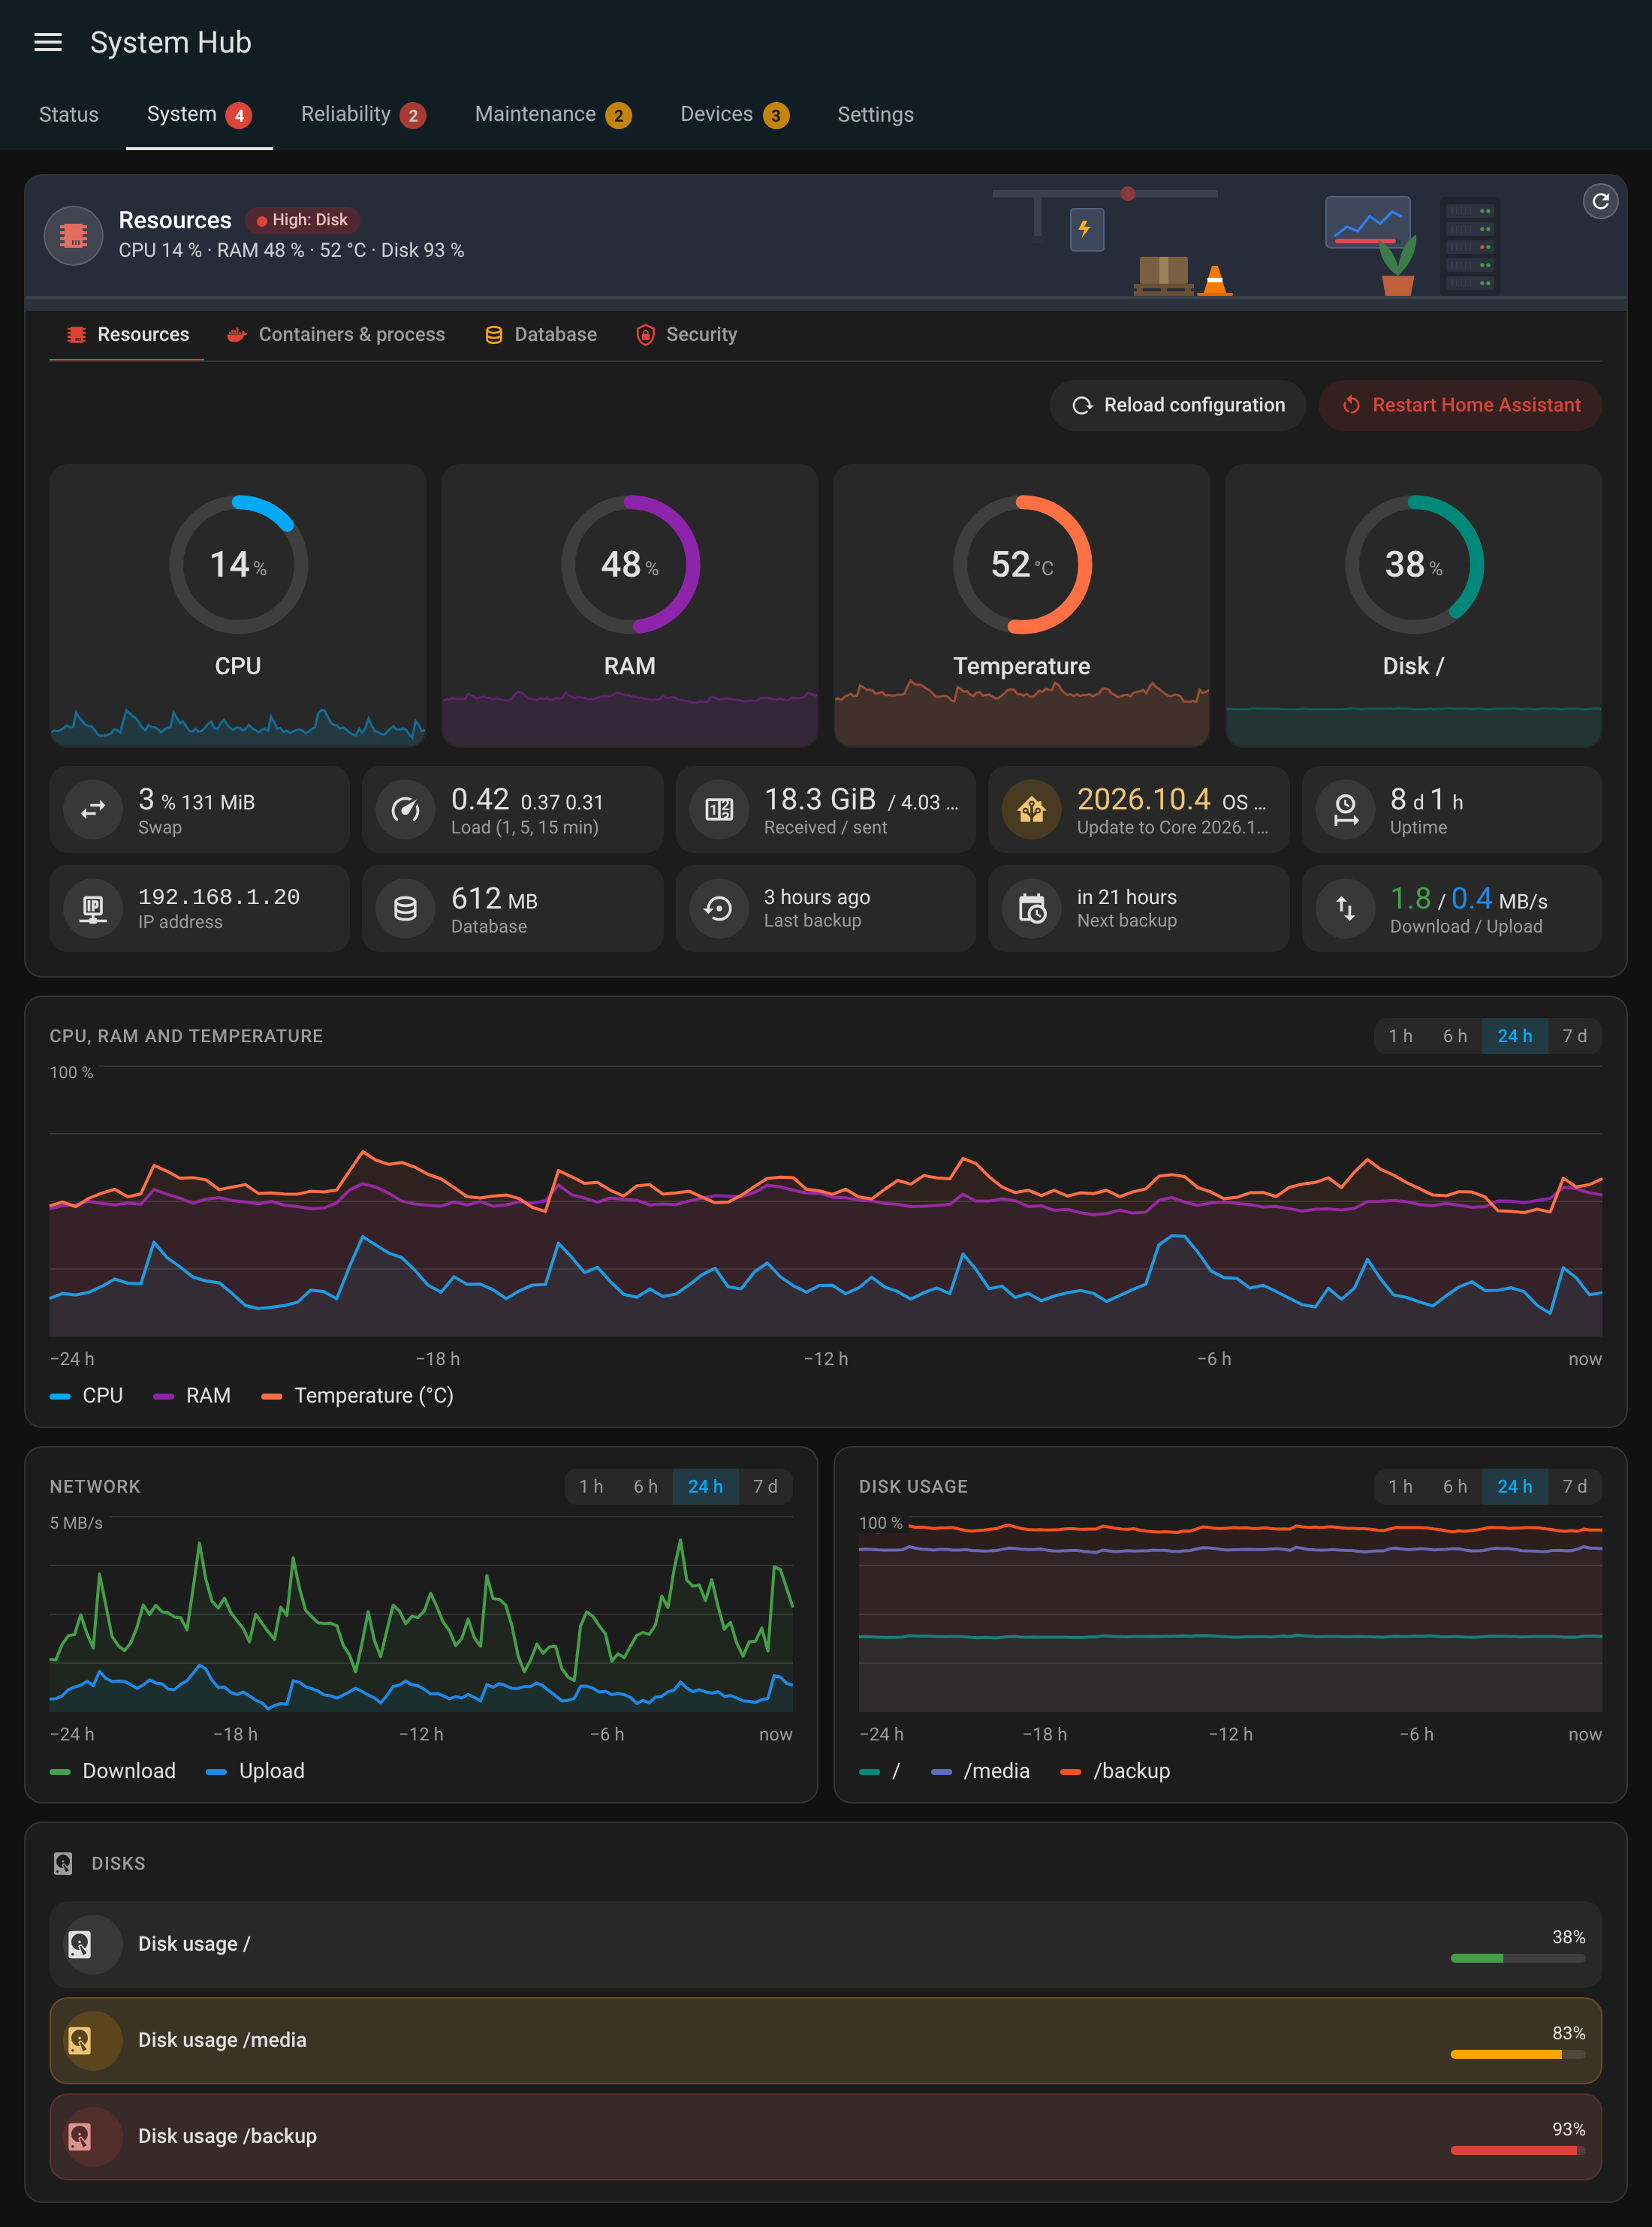 System Hub
Status
System 4
Reliability 2
Maintenance 2
Devices 3
Settings
Resources High: Disk
CPU 14 % · RAM 48 % · 52 °C · Disk 93 %
Resources
Containers & process
Database
Security
Reload configuration
Restart Home Assistant
14 %
CPU
48 %
RAM
52 °C
Temperature
38 %
Disk /
3 % 131 MiB
Swap
0.42 0.37 0.31
Load (1, 5, 15 min)
18.3 GiB / 4.03 …
Received / sent
2026.10.4 OS …
Update to Core 2026.1…
8 d 1 h
Uptime
IP
192.168.1.20
IP address
612 MB
Database
3 hours ago
Last backup
in 21 hours
Next backup
1.8 / 0.4 MB/s
Download / Upload
CPU, RAM AND TEMPERATURE
1 h 6 h 24 h 7 d
100 %
−24 h −18 h −12 h −6 h now
CPU RAM Temperature (°C)
NETWORK
1 h 6 h 24 h 7 d
5 MB/s
−24 h −18 h −12 h −6 h now
Download Upload
DISK USAGE
1 h 6 h 24 h 7 d
100 %
−24 h −18 h −12 h −6 h now
/ /media /backup
DISKS
Disk usage /
38%
Disk usage /media
83%
Disk usage /backup
93%